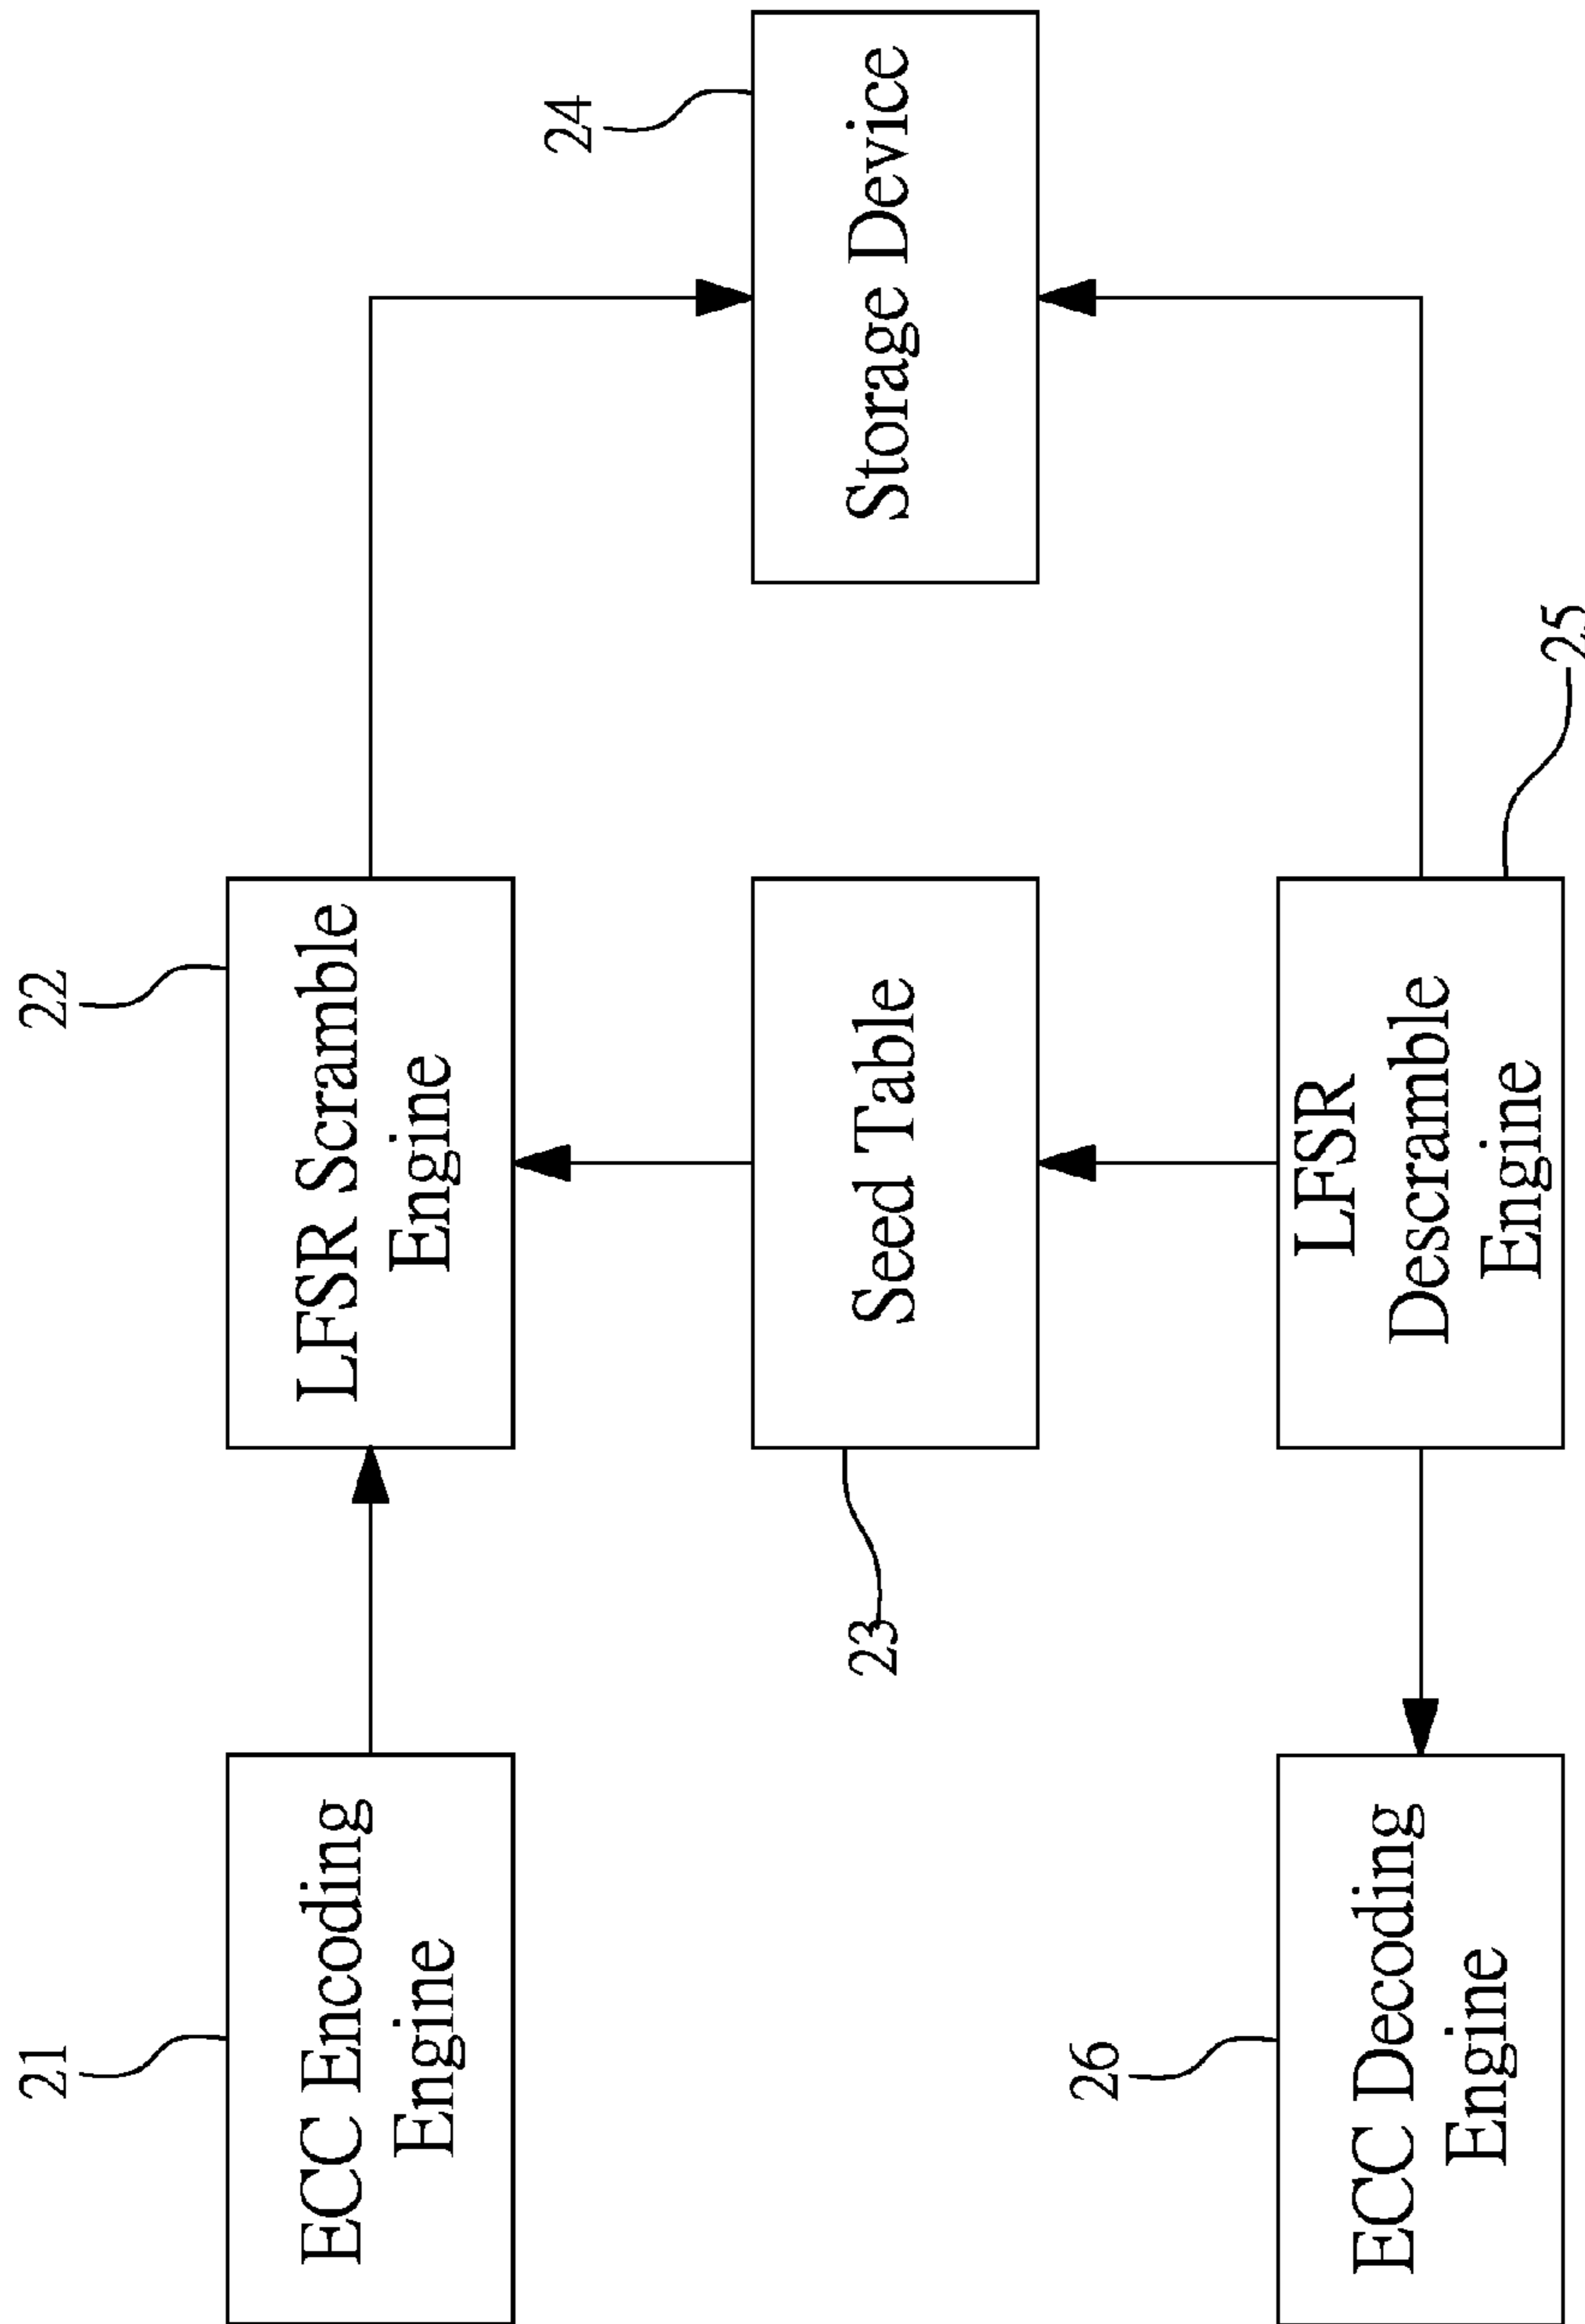 21
ECC Encoding
Engine
22
LFSR Scramble
Engine
24
Storage Device
23
Seed Table
26
ECC Decoding
Engine
25
LFSR
Descramble
Engine